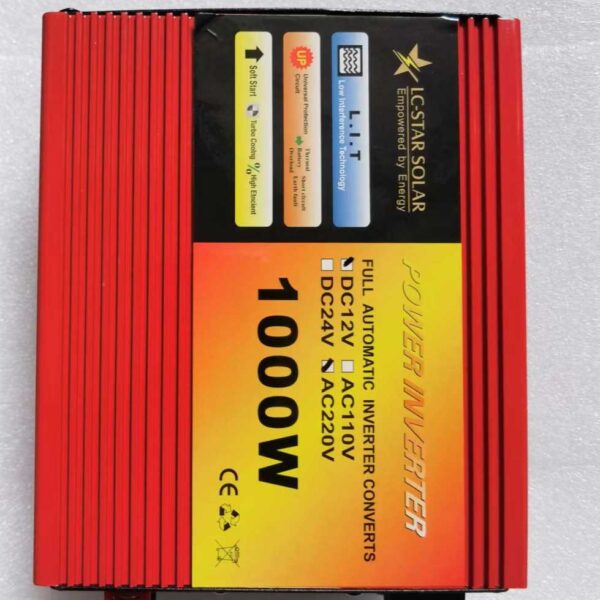 LC-STAR SOLAR
Empowered by Energy
L.I.T
Low Interference Technology
UP
Universal Protection
Circuit
Thermal
Battery
Overload
Short circuit
Earth fault
Soft Start
Turbo Cooling
% High Efecient
POWER INVERTER
FULL AUTOMATIC INVERTER CONVERTS
DC12V AC110V
DC24V AC220V
1000W
CE